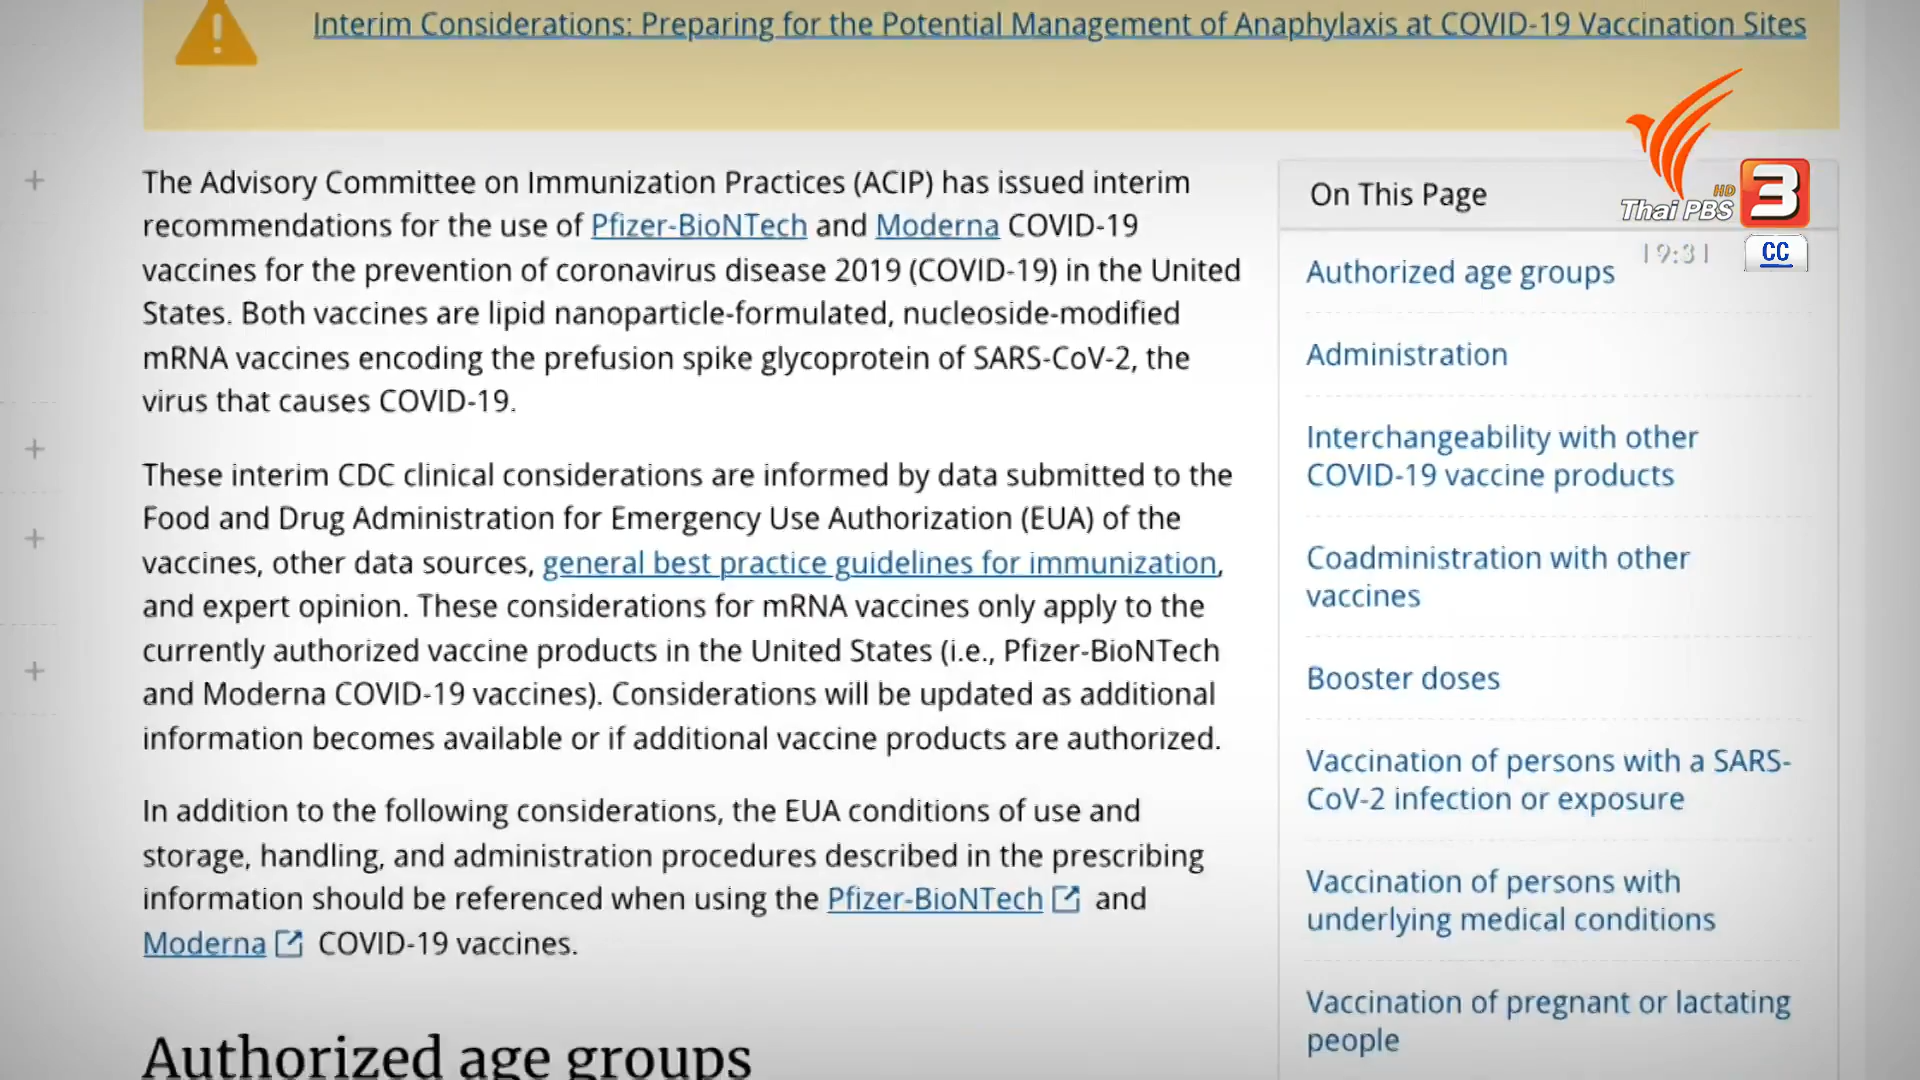 Interim Considerations: Preparing for the Potential Management of Anaphylaxis at COVID-19 Vaccination Sites
The Advisory Committee on Immunization Practices (ACIP) has issued interim
recommendations for the use of Pfizer-BioNTech and Moderna COVID-19
vaccines for the prevention of coronavirus disease 2019 (COVID-19) in the United
States. Both vaccines are lipid nanoparticle-formulated, nucleoside-modified
mRNA vaccines encoding the prefusion spike glycoprotein of SARS-CoV-2, the
virus that causes COVID-19.
These interim CDC clinical considerations are informed by data submitted to the
Food and Drug Administration for Emergency Use Authorization (EUA) of the
vaccines, other data sources, general best practice guidelines for immunization,
and expert opinion. These considerations for mRNA vaccines only apply to the
currently authorized vaccine products in the United States (i.e., Pfizer-BioNTech
and Moderna COVID-19 vaccines). Considerations will be updated as additional
information becomes available or if additional vaccine products are authorized.
In addition to the following considerations, the EUA conditions of use and
storage, handling, and administration procedures described in the prescribing
information should be referenced when using the Pfizer-BioNTech and
Moderna COVID-19 vaccines.
Authorized age groups
On This Page
Authorized age groups
Administration
Interchangeability with other
COVID-19 vaccine products
Coadministration with other
vaccines
Booster doses
Vaccination of persons with a SARS-
CoV-2 infection or exposure
Vaccination of persons with
underlying medical conditions
Vaccination of pregnant or lactating
people
Thai PBS HD 3
19:31
CC